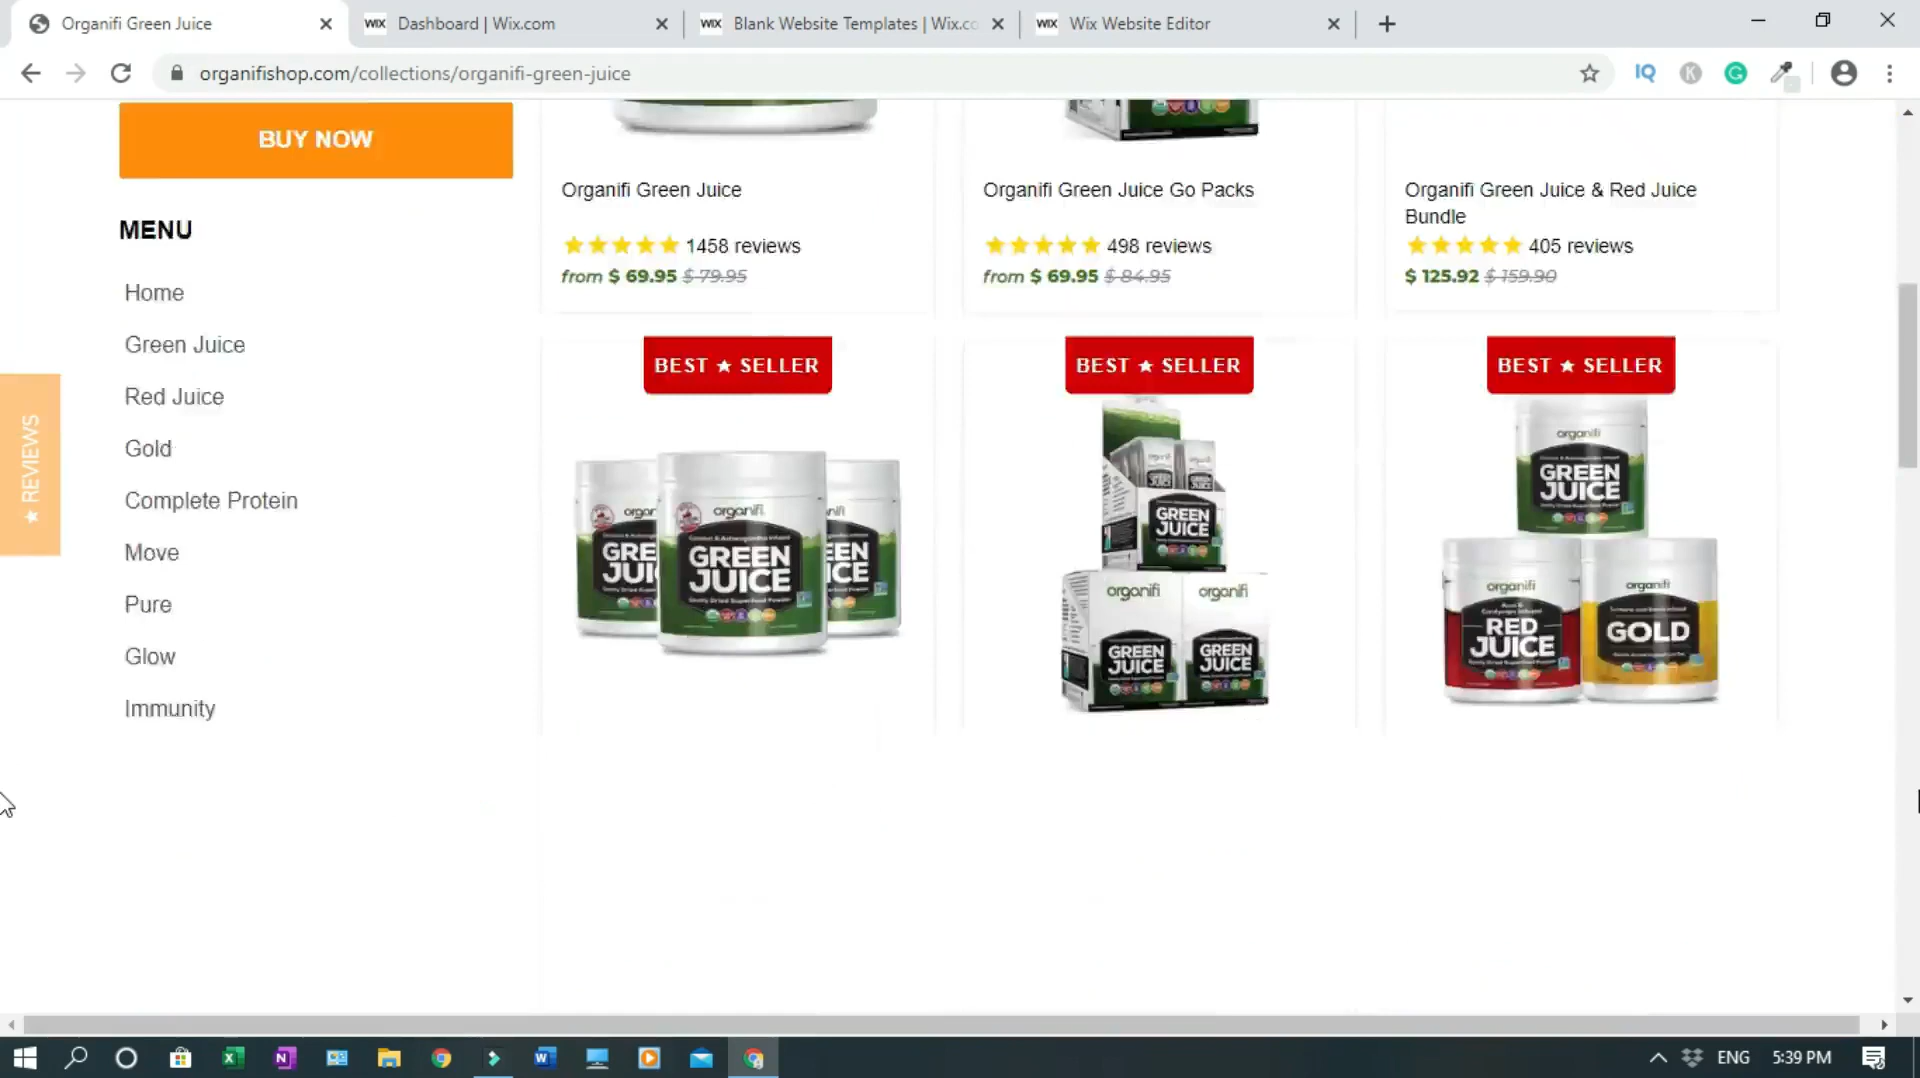 Organifi Green Juice
WIX Dashboard | Wix.com
WIX Blank Website Templates | Wix.co
WIX Wix Website Editor
organifishop.com/collections/organifi-green-juice
IQ
K
G
BUY NOW
MENU
Home
Green Juice
Red Juice
Gold
Complete Protein
Move
Pure
Glow
Immunity
★ REVIEWS
Organifi Green Juice
1458 reviews
from $ 69.95 $ 79.95
Organifi Green Juice Go Packs
498 reviews
from $ 69.95 $ 84.95
Organifi Green Juice & Red Juice
Bundle
405 reviews
$ 125.92 $ 159.90
BEST ★ SELLER
BEST ★ SELLER
BEST ★ SELLER
organifi
GREEN
JUICE
GREEN
JUICE
organifi
GREEN
JUICE
organifi
GREEN
JUICE
organifi
GREEN
JUICE
organifi
RED
JUICE
organifi
GOLD
ENG
5:39 PM